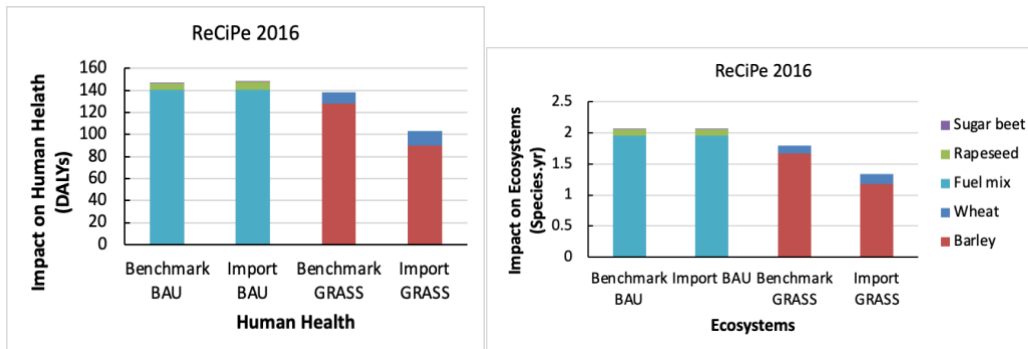 ReCiPe 2016
Impact on Human Helath
(DALYs)
160
140
120
100
80
60
40
20
0
Benchmark
BAU
Import
BAU
Benchmark
GRASS
Import
GRASS
Human Health
ReCiPe 2016
Impact on Ecosystems
(Species.yr)
2.5
2
1.5
1
0.5
0
Benchmark
BAU
Import BAU
Benchmark
GRASS
Import
GRASS
Ecosystems
Sugar beet
Rapeseed
Fuel mix
Wheat
Barley